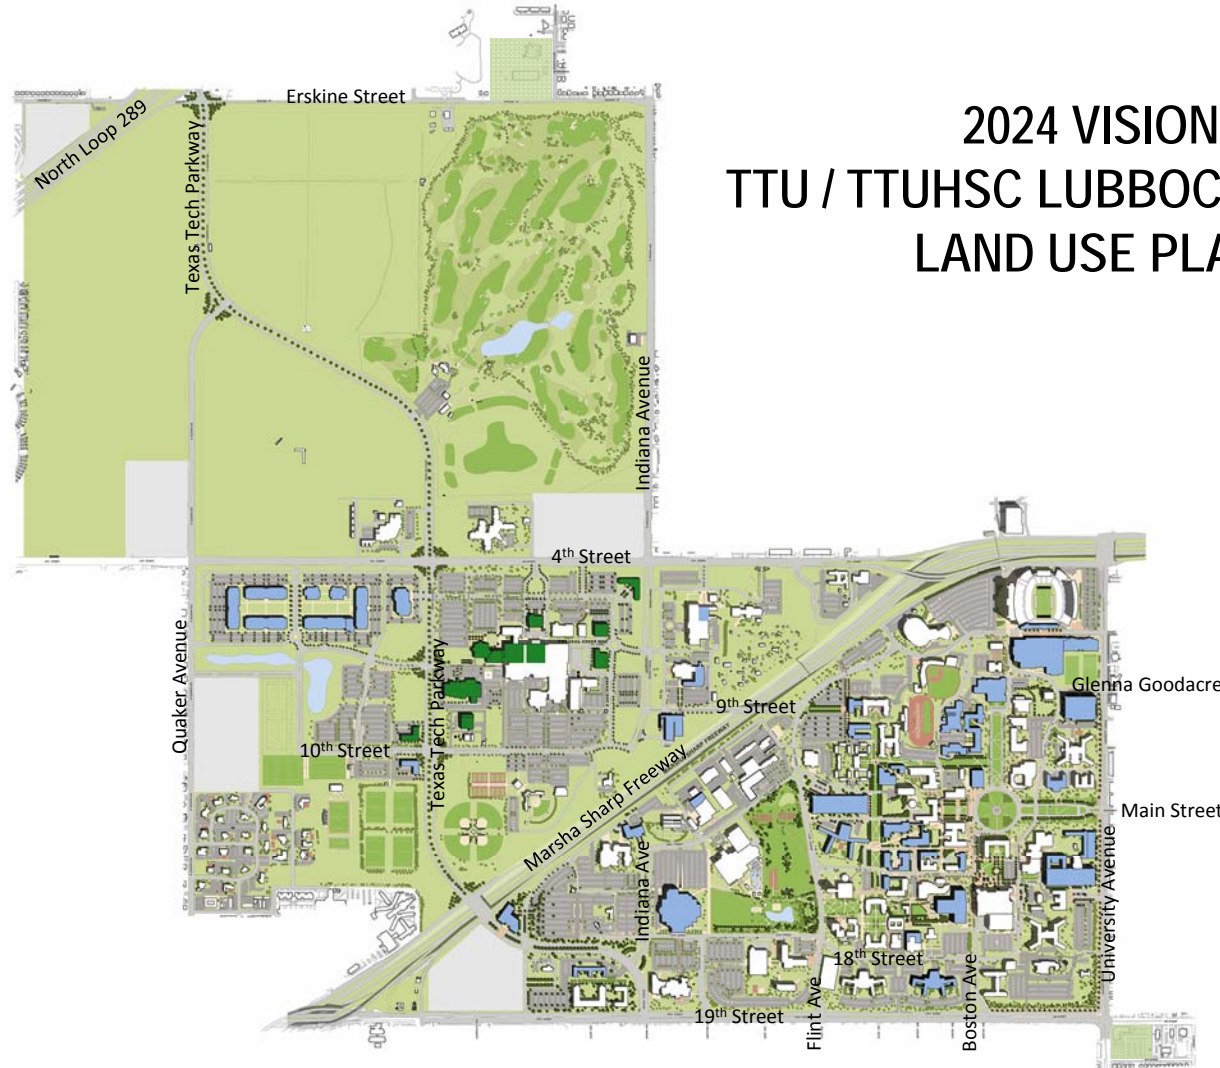 2024 VISION
TTU / TTUHSC LUBBOC
LAND USE PLA
Erskine Street
North Loop 289
Texas Tech Parkway
Indiana Avenue
4th Street
Quaker Avenue
Texas Tech Parkway
Glenna Goodacre
9th Street
10th Street
SHARP FREEWAY
Marsha Sharp Freeway
Main Street
Indiana Ave
University Avenue
18th Street
Boston Ave
Flint Ave
19th Street